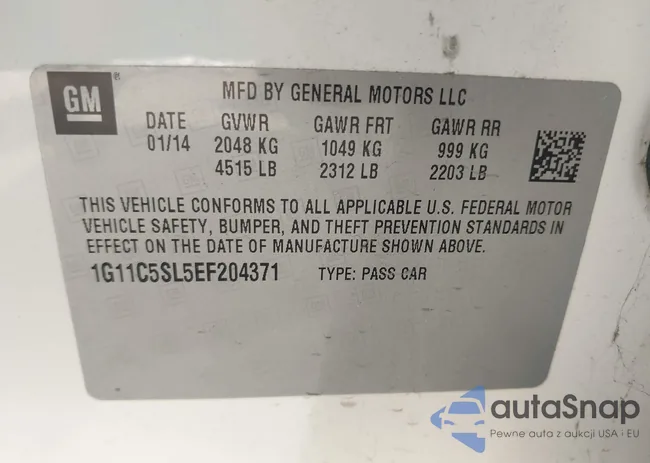 GM ®
MFD BY GENERAL MOTORS LLC
DATE GVWR GAWR FRT GAWR RR
01/14 2048 KG 1049 KG 999 KG
4515 LB 2312 LB 2203 LB
THIS VEHICLE CONFORMS TO ALL APPLICABLE U.S. FEDERAL MOTOR
VEHICLE SAFETY, BUMPER, AND THEFT PREVENTION STANDARDS IN
EFFECT ON THE DATE OF MANUFACTURE SHOWN ABOVE.
1G11C5SL5EF204371 TYPE: PASS CAR
autaSnap
Pewne auta z aukcji USA i EU